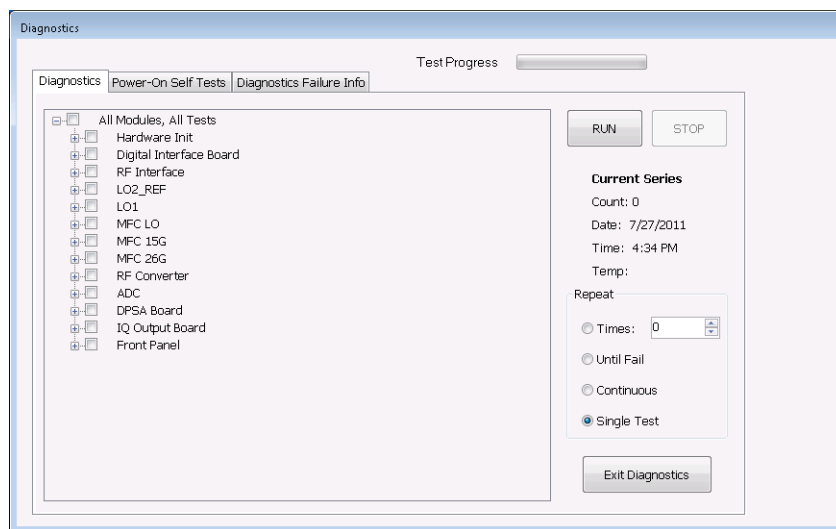 Diagnostics
Test Progress
Diagnostics Power-On Self Tests Diagnostics Failure Info
All Modules, All Tests
Hardware Init
Digital Interface Board
RF Interface
LO2_REF
LO1
MFC LO
MFC 15G
MFC 26G
RF Converter
ADC
DPSA Board
IQ Output Board
Front Panel
RUN STOP
Current Series
Count: 0
Date: 7/27/2011
Time: 4:34 PM
Temp:
Repeat
Times: 0
Until Fail
Continuous
Single Test
Exit Diagnostics